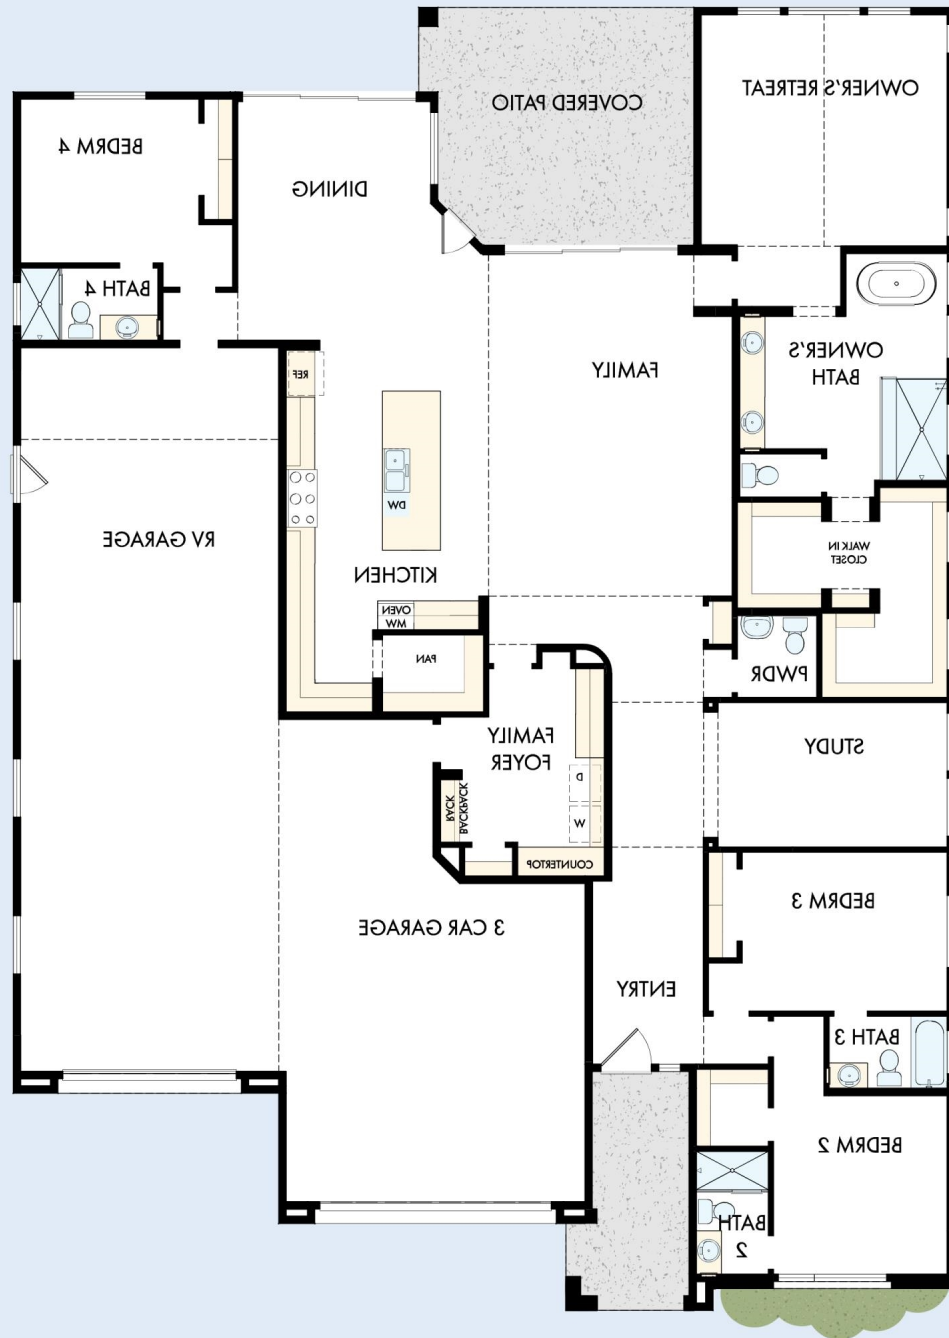 OWNER'S RETREAT
COVERED PATIO
BEDRM 4
DINING
BATH 4
OWNER'S
BATH
FAMILY
REF
DW
RV GARAGE
WALK IN
CLOSET
KITCHEN
OVEN
MW
PAN
PWDR
FAMILY
FOYER
STUDY
D
W
BACKPACK
RACK
COUNTERTOP
BEDRM 3
3 CAR GARAGE
ENTRY
BATH 3
BEDRM 2
BATH
2